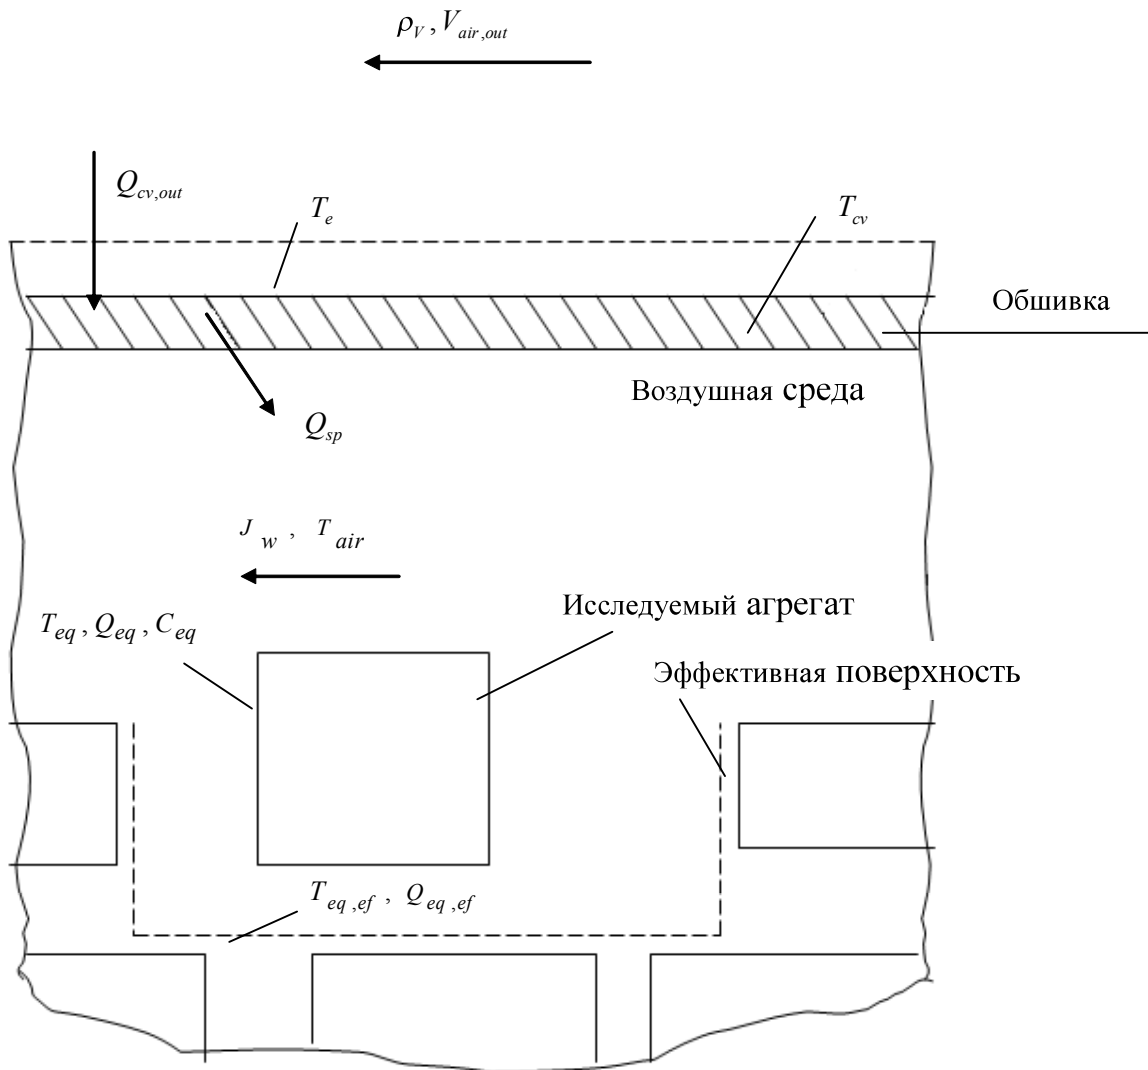 ρ_V, V_air,out
Q_cv,out
T_e
T_cv
Обшивка
Воздушная среда
Q_sp
J_w, T_air
Исследуемый агрегат
T_eq, Q_eq, C_eq
Эффективная поверхность
T_eq,ef, Q_eq,ef